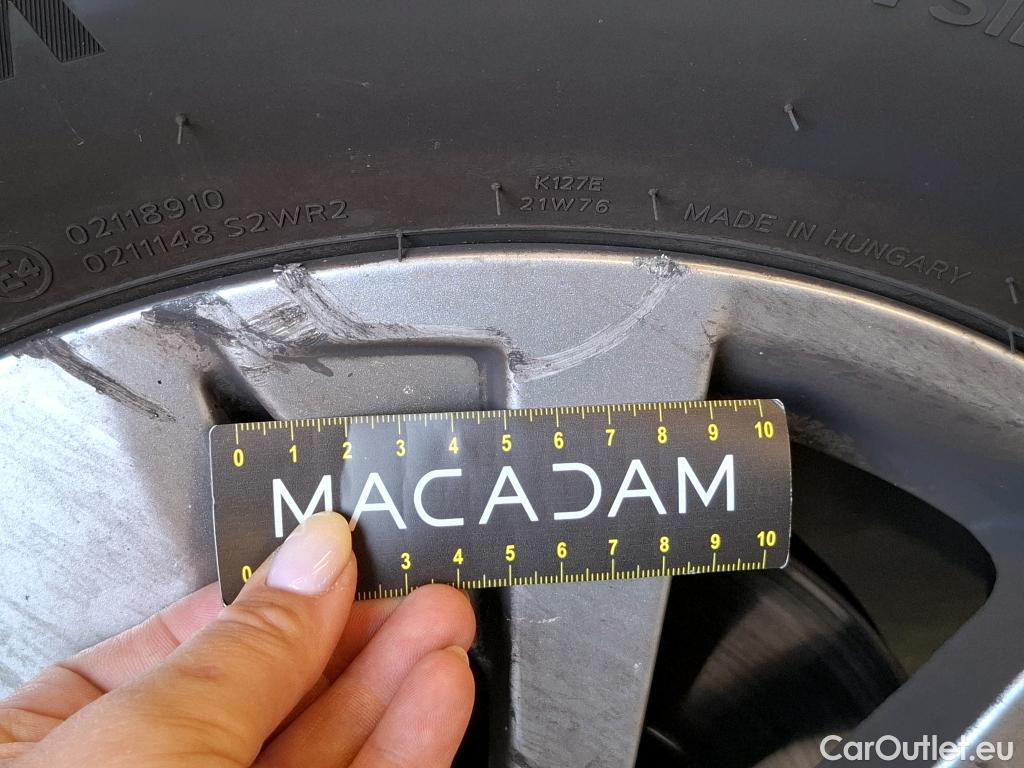 02118910
0211148 S2WR2
E4
K127E
21W76
MADE IN HUNGARY
0 1 2 3 4 5 6 7 8 9 10
MACADAM
0 3 4 5 6 7 8 9 10
CarOutlet.eu